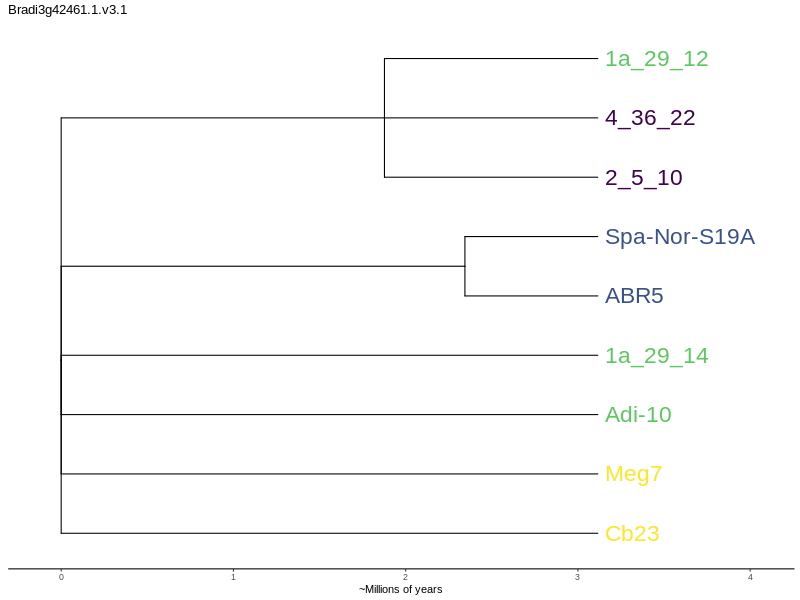 Bradi3g42461.1.v3.1
1a_29_12
4_36_22
2_5_10
Spa-Nor-S19A
ABR5
1a_29_14
Adi-10
Meg7
Cb23
0 1 2 3 4
~Millions of years